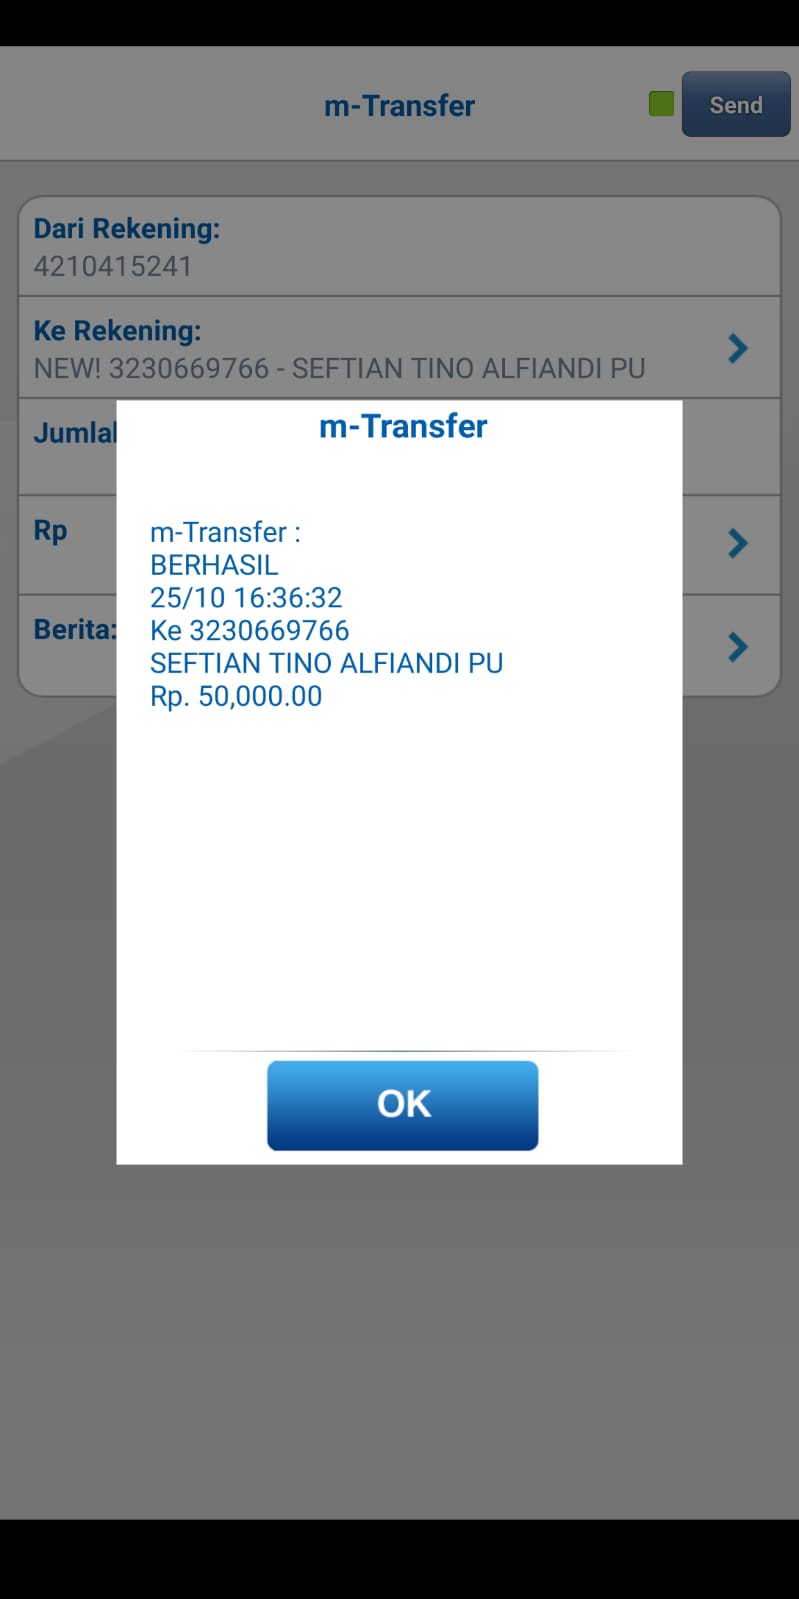 m-Transfer
Send
Dari Rekening:
4210415241
Ke Rekening:
NEW! 3230669766 - SEFTIAN TINO ALFIANDI PU
Rp
Berita:
m-Transfer
m-Transfer :
BERHASIL
25/10 16:36:32
Ke 3230669766
SEFTIAN TINO ALFIANDI PU
Rp. 50,000.00
OK